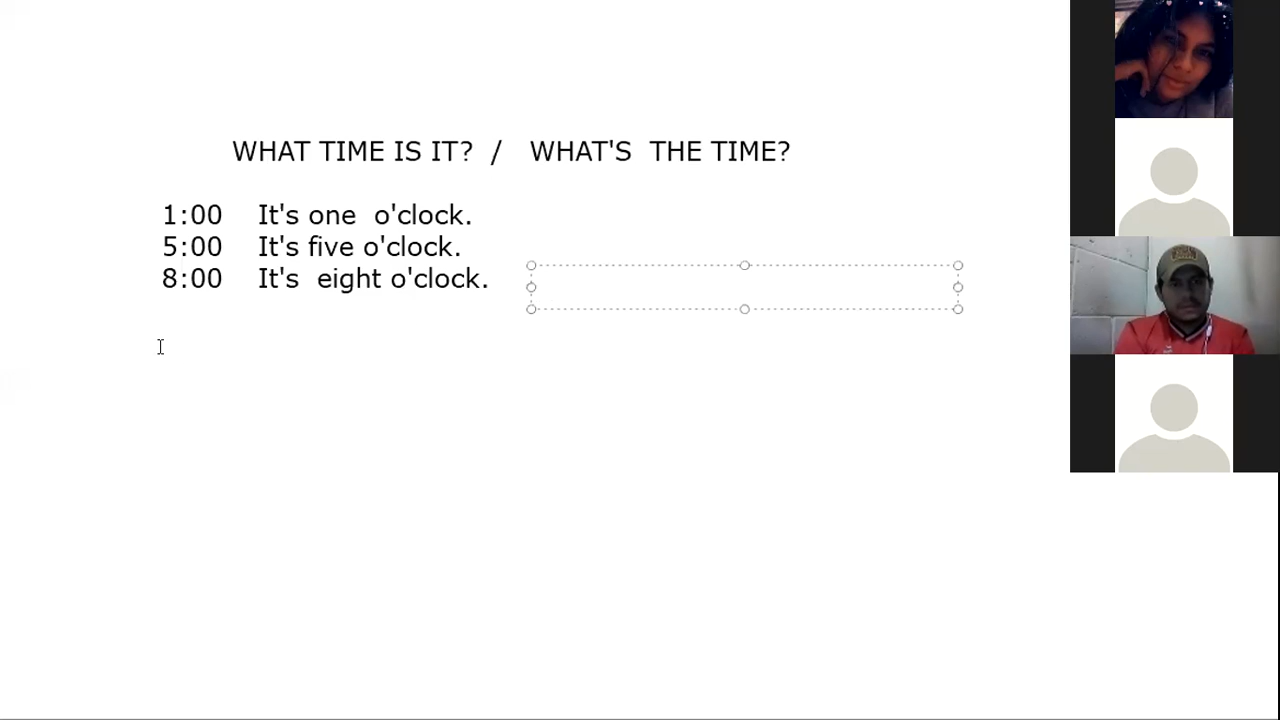 WHAT TIME IS IT? / WHAT'S THE TIME?
1:00 It's one o'clock.
5:00 It's five o'clock.
8:00 It's eight o'clock.